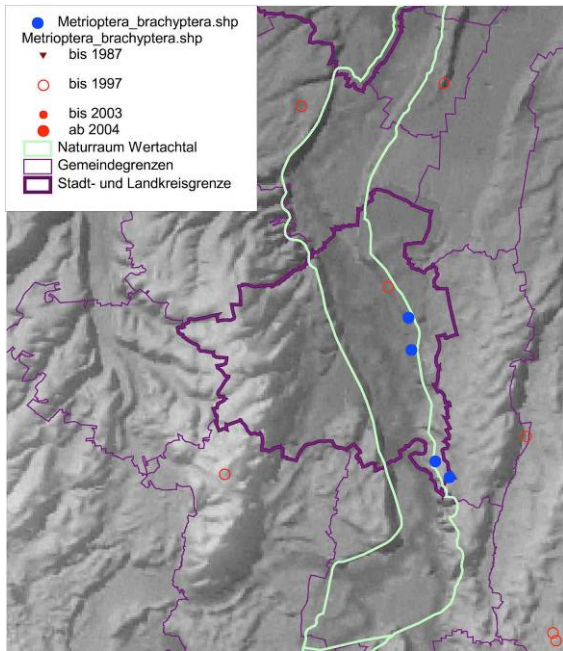 Metrioptera_brachyptera.shp
Metrioptera_brachyptera.shp
bis 1987
bis 1997
bis 2003
ab 2004
Naturraum Wertachtal
Gemeindegrenzen
Stadt- und Landkreisgrenze